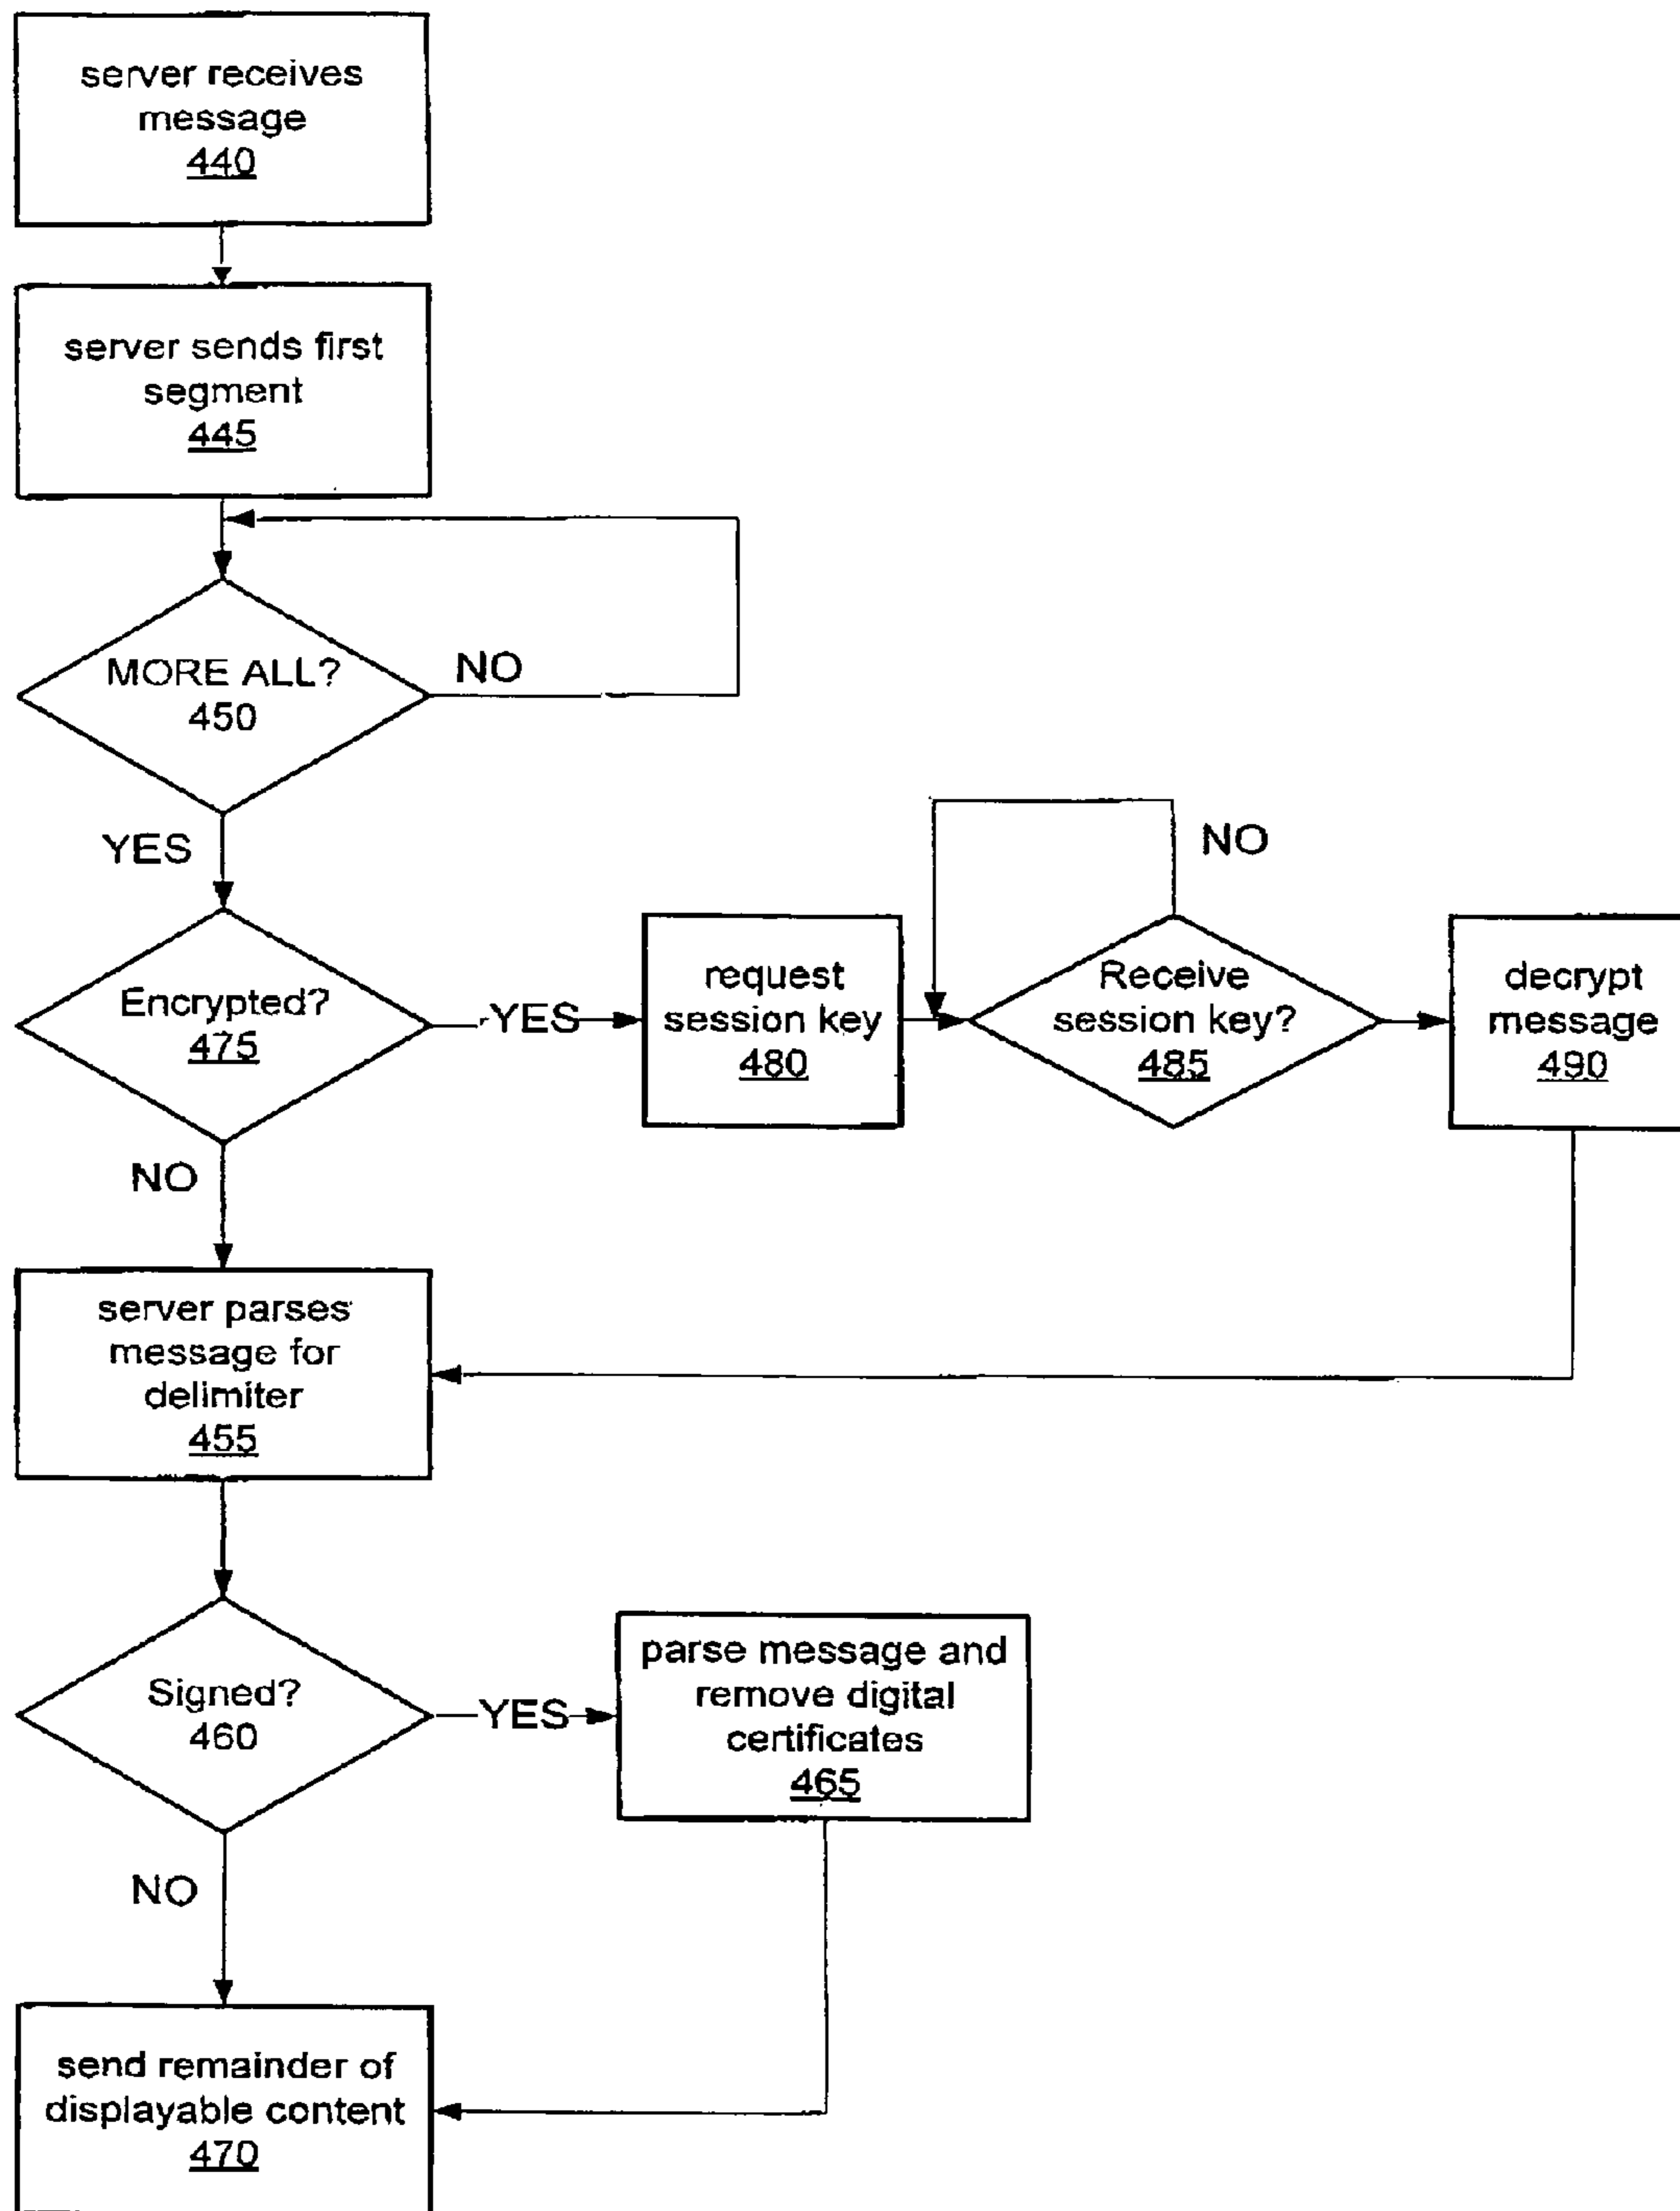 server receives
message
440
server sends first
segment
445
MORE ALL?
450
NO
YES
Encrypted?
475
YES
request
session key
480
Receive
session key?
485
NO
decrypt
message
490
NO
server parses
message for
delimiter
455
Signed?
460
YES
parse message and
remove digital
certificates
465
NO
send remainder of
displayable content
470